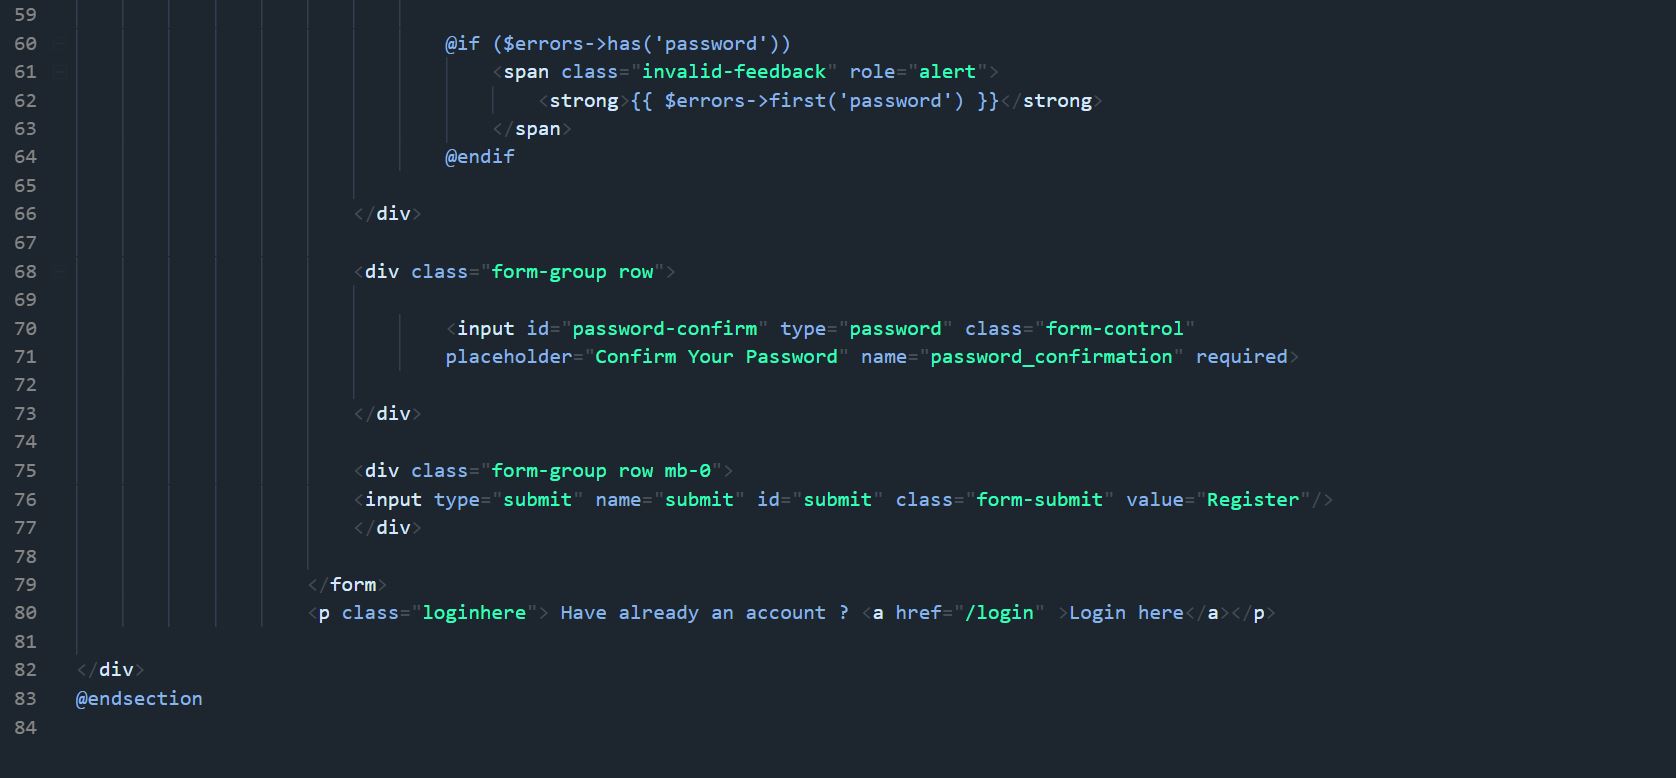 59
60 @if ($errors->has('password'))
61 <span class="invalid-feedback" role="alert">
62 <strong>{{ $errors->first('password') }}</strong>
63 </span>
64 @endif
65
66 </div>
67
68 <div class="form-group row">
69
70 <input id="password-confirm" type="password" class="form-control"
71 placeholder="Confirm Your Password" name="password_confirmation" required>
72
73 </div>
74
75 <div class="form-group row mb-0">
76 <input type="submit" name="submit" id="submit" class="form-submit" value="Register"/>
77 </div>
78
79 </form>
80 <p class="loginhere"> Have already an account ? <a href="/login" >Login here</a></p>
81
82 </div>
83 @endsection
84